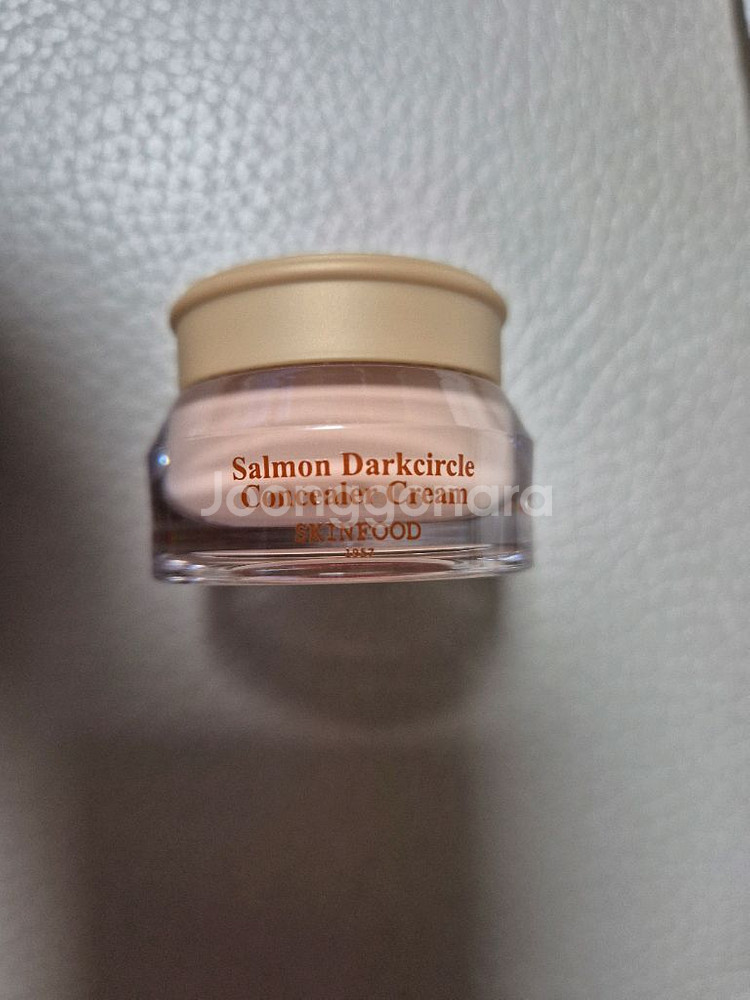 Salmon Darkcircle
Concealer Cream
Joonggonara
SKINFOOD
1957